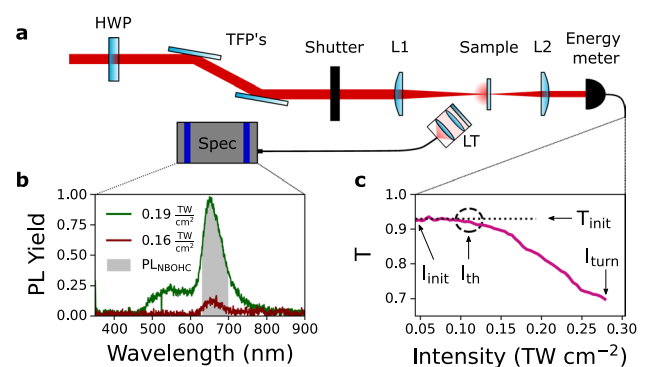 a
HWP
TFP's
Shutter
L1
Sample
L2
Energy
meter
LT
Spec
b
PL Yield
1.00
0.75
0.50
0.25
0.00
0.19 TW/cm²
0.16 TW/cm²
PL_NBOHC
400 500 600 700 800 900
Wavelength (nm)
c
T
1.0
0.9
0.8
0.7
T_init
I_init
I_th
I_turn
0.05 0.10 0.15 0.20 0.25 0.30
Intensity (TW cm⁻²)